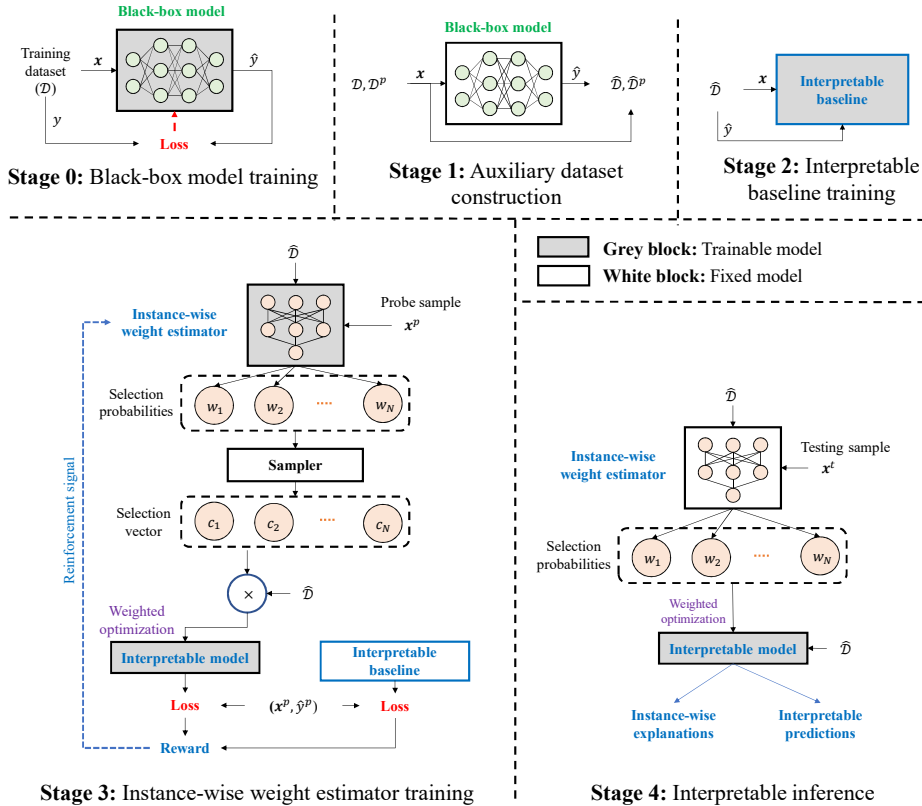 Black-box model
Training
dataset
(𝒟)
x
ŷ
y
Loss
Stage 0: Black-box model training
Black-box model
𝒟, 𝒟ᵖ
x
ŷ
𝒟̂, 𝒟̂ᵖ
Stage 1: Auxiliary dataset
construction
𝒟̂
x
Interpretable
baseline
ŷ
Stage 2: Interpretable
baseline training
Grey block: Trainable model
White block: Fixed model
𝒟̂
Instance-wise
weight estimator
Probe sample
xᵖ
Selection
probabilities
w₁ w₂ ···· w_N
Sampler
Reinforcement signal
Selection
vector
c₁ c₂ ···· c_N
×
𝒟̂
Weighted
optimization
Interpretable model
Interpretable
baseline
Loss
(xᵖ, ŷᵖ)
Loss
Reward
Stage 3: Instance-wise weight estimator training
𝒟̂
Instance-wise
weight estimator
Testing sample
xᵗ
Selection
probabilities
w₁ w₂ ···· w_N
Weighted
optimization
Interpretable model
𝒟̂
Instance-wise
explanations
Interpretable
predictions
Stage 4: Interpretable inference